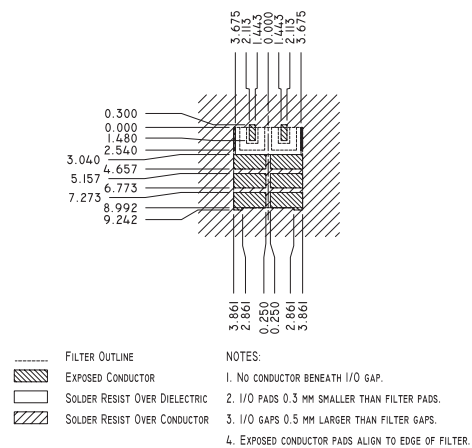 3.675
2.113
1.443
0.000
1.443
2.113
3.675
0.300
0.000
1.480
2.540
3.040
4.657
5.157
6.773
7.273
8.992
9.242
3.861
2.861
0.250
0.250
2.861
3.861
FILTER OUTLINE
EXPOSED CONDUCTOR
SOLDER RESIST OVER DIELECTRIC
SOLDER RESIST OVER CONDUCTOR
NOTES:
1. NO CONDUCTOR BENEATH I/O GAP.
2. I/O PADS 0.3 MM SMALLER THAN FILTER PADS.
3. I/O GAPS 0.5 MM LARGER THAN FILTER GAPS.
4. EXPOSED CONDUCTOR PADS ALIGN TO EDGE OF FILTER.